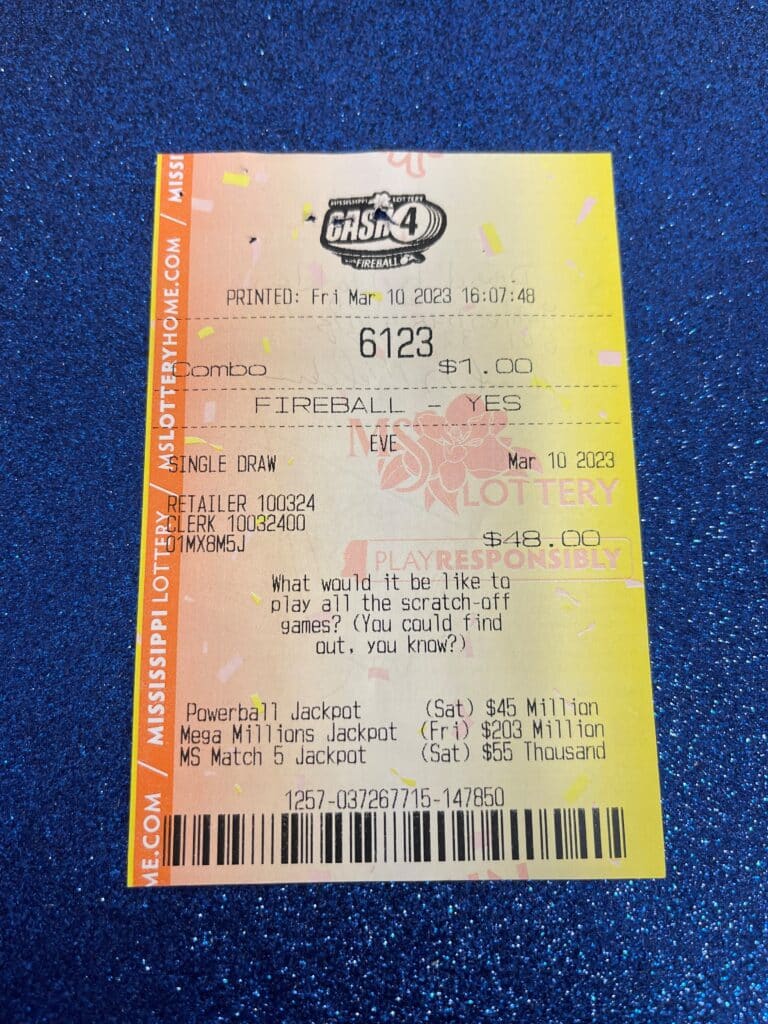 MISSISSIPPI LOTTERY
CASH 4
FIREBALL
PRINTED: Fri Mar 10 2023 16:07:48
6123
Combo $1.00
FIREBALL - YES
EVE
SINGLE DRAW Mar 10 2023
MS LOTTERY
RETAILER 100324
CLERK 10032400
01MX8M5J $48.00
PLAYRESPONSIBLY
What would it be like to
play all the scratch-off
games? (You could find
out, you know?)
Powerball Jackpot (Sat) $45 Million
Mega Millions Jackpot (Fri) $203 Million
MS Match 5 Jackpot (Sat) $55 Thousand
1257-037267715-147850
ME.COM / MISSISSIPPI LOTTERY / MSLOTTERYHOME.COM / MISSI